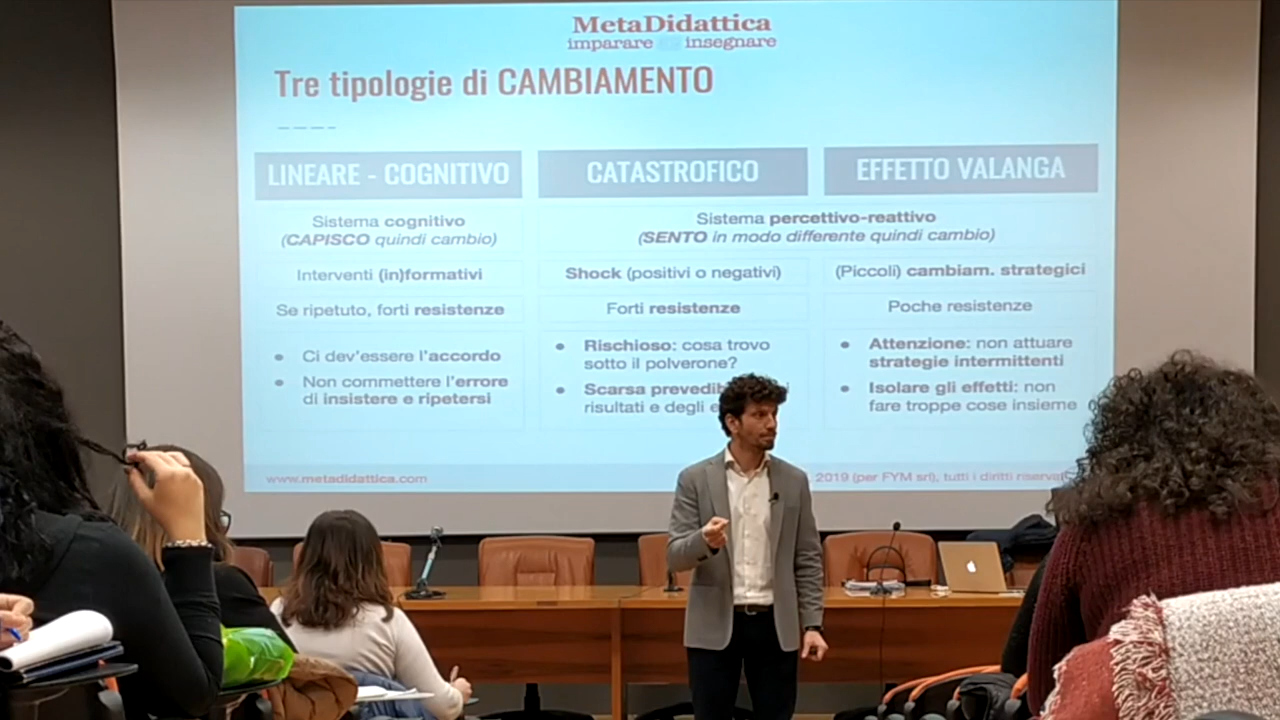 MetaDidattica
imparare insegnare
Tre tipologie di CAMBIAMENTO
LINEARE - COGNITIVO
CATASTROFICO
EFFETTO VALANGA
Sistema cognitivo
(CAPISCO quindi cambio)
Sistema percettivo-reattivo
(SENTO in modo differente quindi cambio)
Interventi (in)formativi
Shock (positivi o negativi)
(Piccoli) cambiam. strategici
Se ripetuto, forti resistenze
Forti resistenze
Poche resistenze
• Ci dev'essere l'accordo
• Non commettere l'errore
di insistere e ripetersi
• Rischioso: cosa trovo
sotto il polverone?
• Scarsa
risultati e degli
• Attenzione: non attuare
strategie intermittenti
• Isolare gli effetti: non
fare troppe cose insieme
www.metadidattica.com
2019 (per FYM srl), tutti i diritti